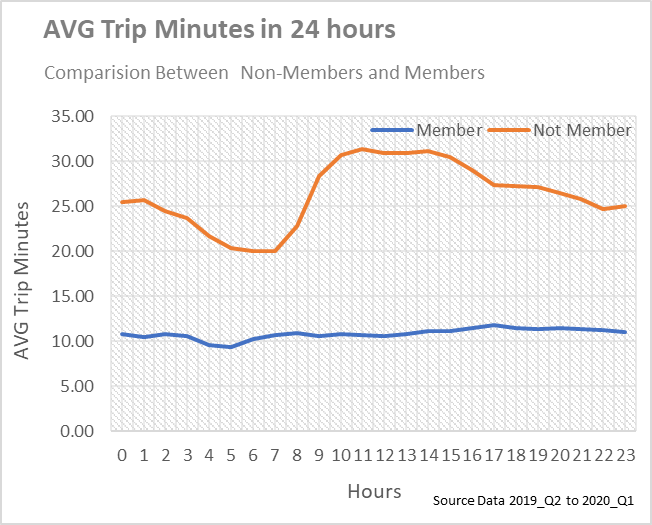 AVG Trip Minutes in 24 hours
Comparision Between Non-Members and Members
Member Not Member
35.00
30.00
25.00
20.00
15.00
10.00
5.00
0.00
AVG Trip Minutes
0 1 2 3 4 5 6 7 8 9 10 11 12 13 14 15 16 17 18 19 20 21 22 23
Hours
Source Data 2019_Q2 to 2020_Q1